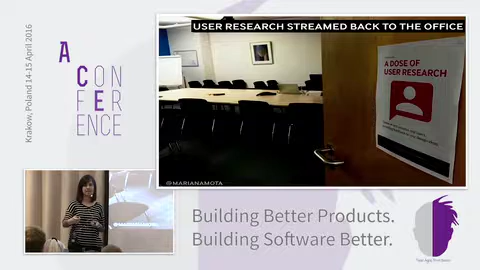 Krakow, Poland 14-15 April 2016
A
CON
FER
ENCE
USER RESEARCH STREAMED BACK TO THE OFFICE
A DOSE OF
USER RESEARCH
@MARIANAMOTA
Building Better Products.
Building Software Better.